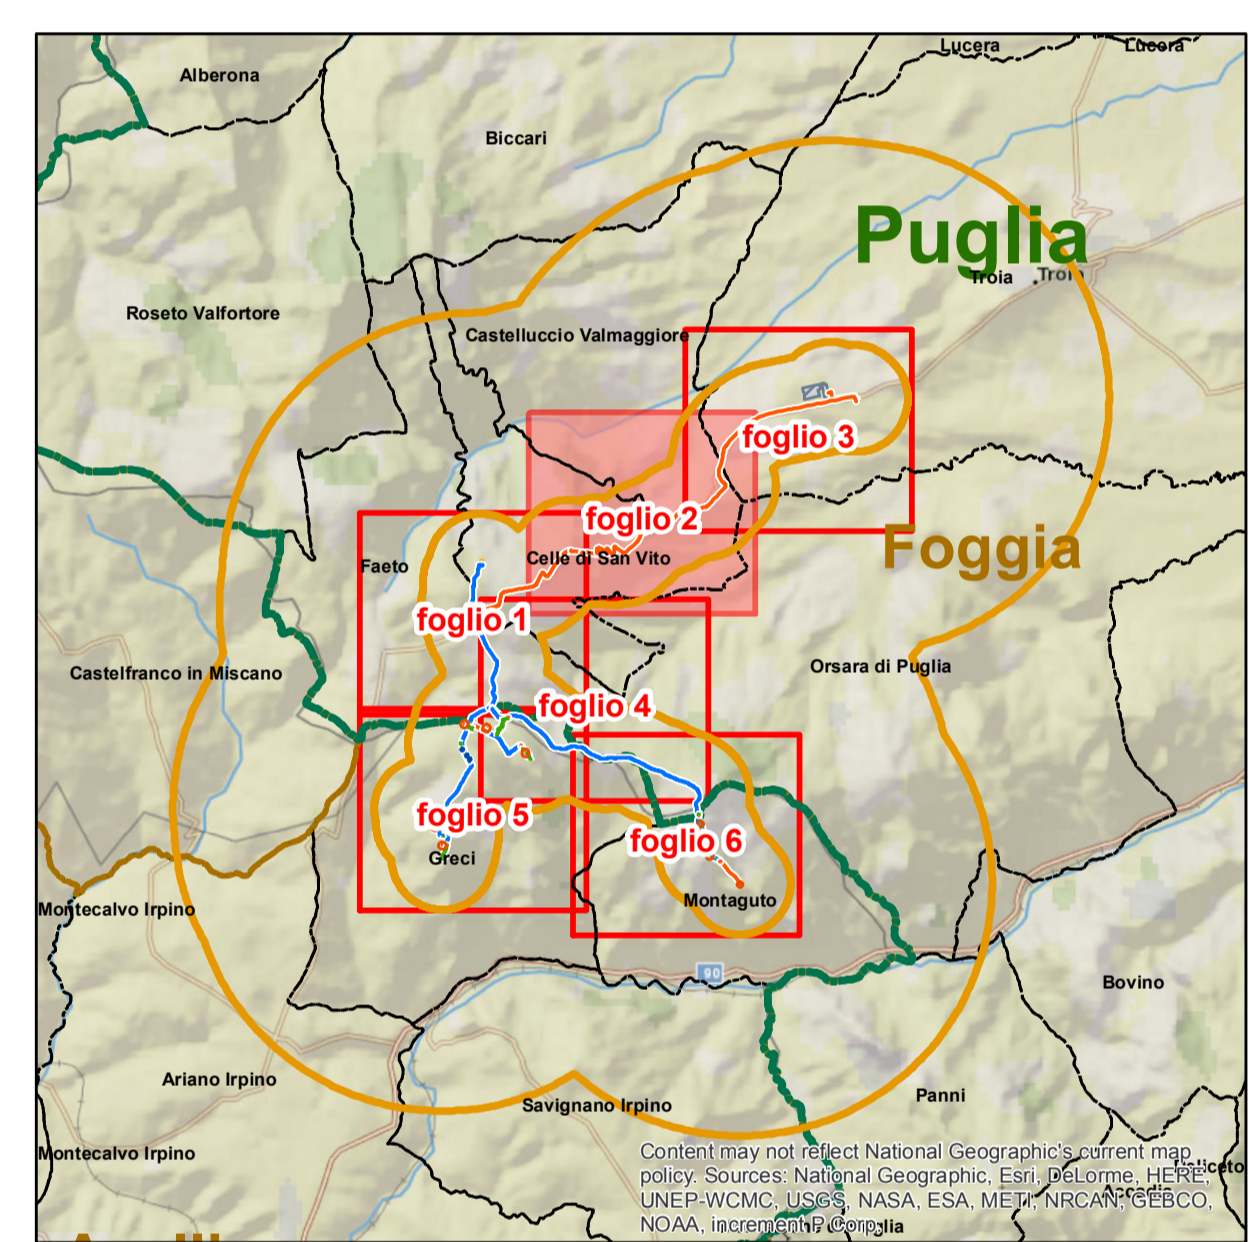 Lucera
Lucera
Alberona
Biccari
Puglia
Troia
Troia
Roseto Valfortore
Castelluccio Valmaggiore
foglio 3
foglio 2
Foggia
Celle di San Vito
Faeto
foglio 1
Orsara di Puglia
Castelfranco in Miscano
foglio 4
foglio 5
foglio 6
Greci
Montaguto
Montecalvo Irpino
90
Bovino
Ariano Irpino
Panni
Savignano Irpino
Montecalvo Irpino
Content may not reflect National Geographic's current map
policy. Sources: National Geographic, Esri, DeLorme, HERE,
UNEP-WCMC, USGS, NASA, ESA, METI, NRCAN, GEBCO,
NOAA, increment P Corp.